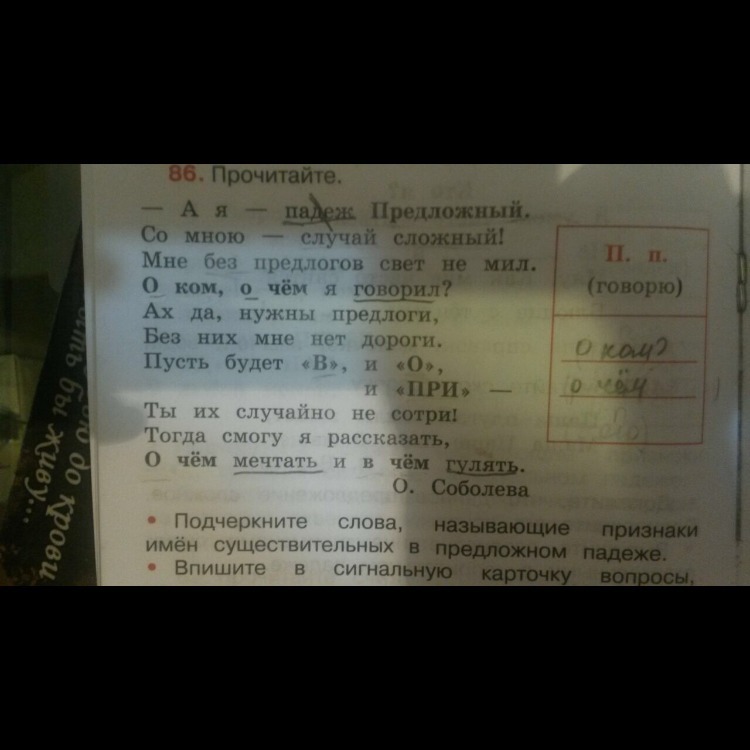 86. Прочитайте.
— А я — падеж Предложный.
Со мною — случай сложный!
Мне без предлогов свет не мил.
О ком, о чём я говорил?
Ах да, нужны предлоги,
Без них мне нет дороги.
Пусть будет «В», и «О»,
и «ПРИ» —
Ты их случайно не сотри!
Тогда смогу я рассказать,
О чём мечтать и в чём гулять.
О. Соболева
• Подчеркните слова, называющие признаки
имён существительных в предложном падеже.
• Впишите в сигнальную карточку вопросы,
П. п.
(говорю)
о ком?
о чём